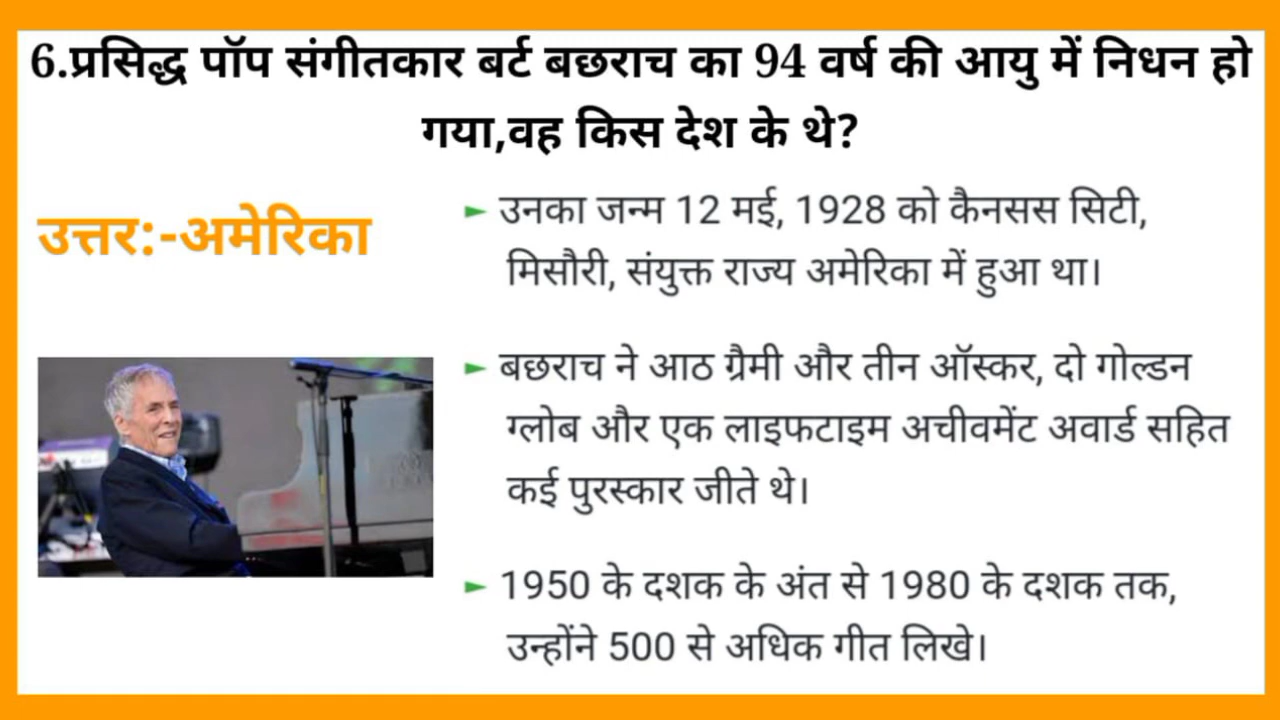 6.प्रसिद्ध पॉप संगीतकार बर्ट बछराच का 94 वर्ष की आयु में निधन हो
गया,वह किस देश के थे?
उत्तर:-अमेरिका
► उनका जन्म 12 मई, 1928 को कैनसस सिटी,
मिसौरी, संयुक्त राज्य अमेरिका में हुआ था।
► बछराच ने आठ ग्रैमी और तीन ऑस्कर, दो गोल्डन
ग्लोब और एक लाइफटाइम अचीवमेंट अवार्ड सहित
कई पुरस्कार जीते थे।
► 1950 के दशक के अंत से 1980 के दशक तक,
उन्होंने 500 से अधिक गीत लिखे।